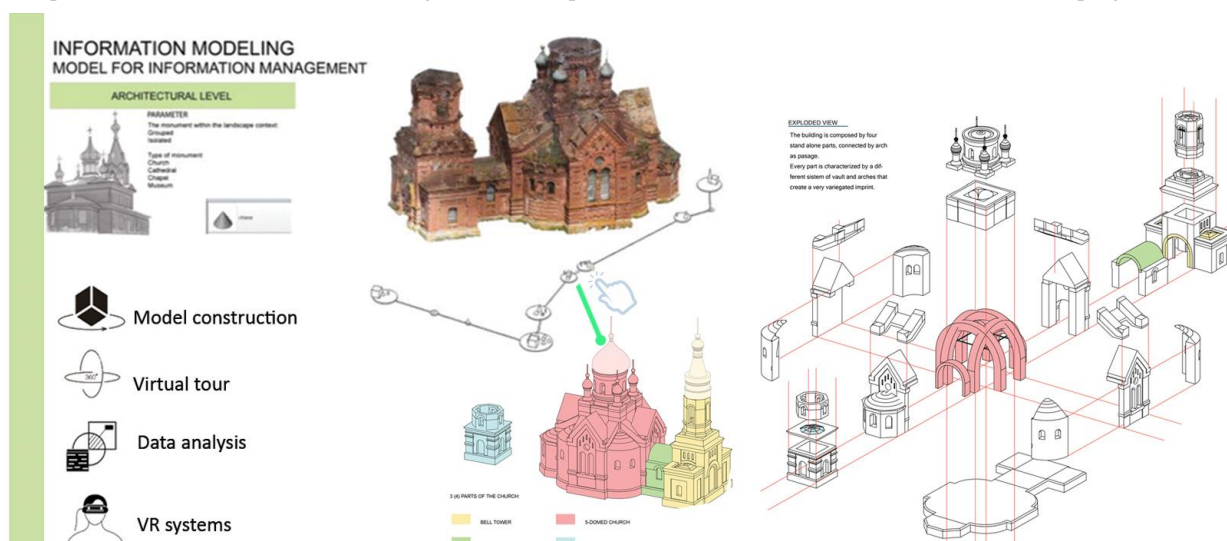 INFORMATION MODELING
MODEL FOR INFORMATION MANAGEMENT
ARCHITECTURAL LEVEL
PARAMETER
The monument within the landscape context:
Grouped
Isolated
Type of monument
Church
Cathedral
Chapel
Museum
Model construction
360°
Virtual tour
Data analysis
VR systems
3 (4) PARTS OF THE CHURCH:
BELL TOWER
5-DOMED CHURCH
EXPLODED VIEW
The building is composed by four
stand alone parts, connected by arch
as pasage.
Every part is characterized by a dif-
ferent sistem of vault and arches that
create a very variegated imprint.